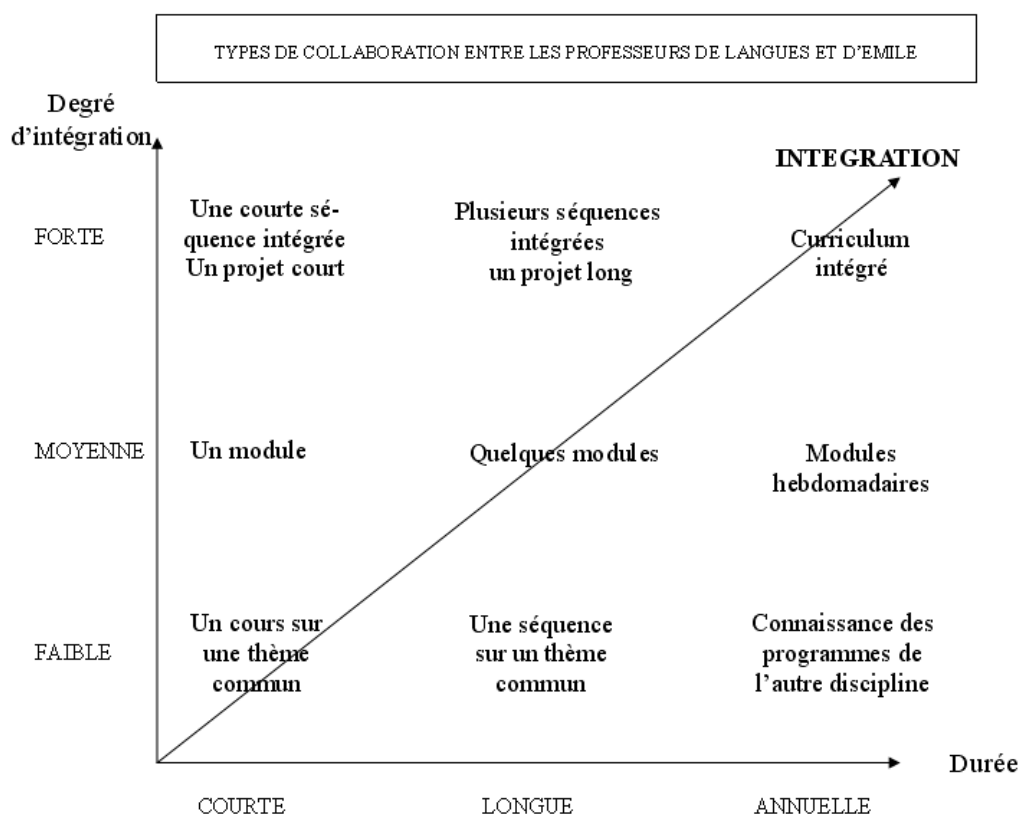 TYPES DE COLLABORATION ENTRE LES PROFESSEURS DE LANGUES ET D'EMILE
Degré
d'intégration
INTEGRATION
FORTE
Une courte sé-
quence intégrée
Un projet court
Plusieurs séquences
intégrées
un projet long
Curriculum
intégré
MOYENNE
Un module
Quelques modules
Modules
hebdomadaires
FAIBLE
Un cours sur
une thème
commun
Une séquence
sur un thème
commun
Connaissance des
programmes de
l'autre discipline
Durée
COURTE
LONGUE
ANNUELLE